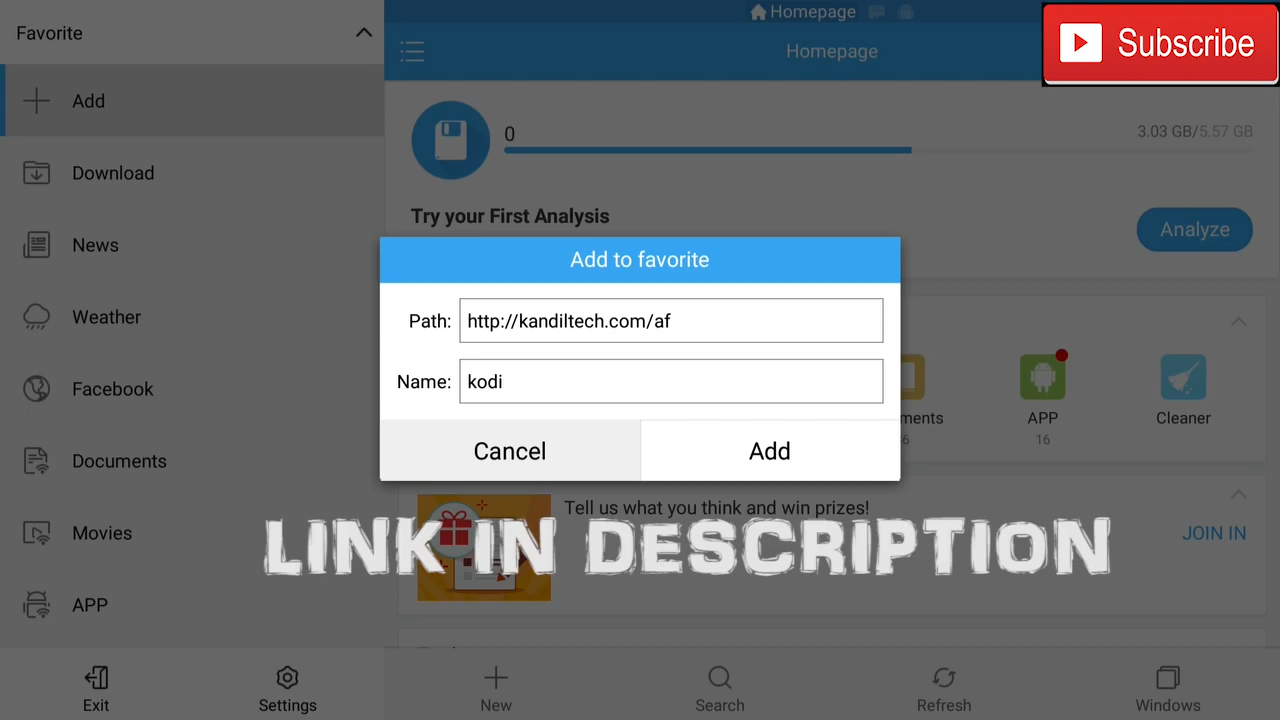 Favorite
Add
Download
News
Weather
Facebook
Documents
Movies
APP
Exit
Settings
Homepage
Homepage
Subscribe
0
3.03 GB/5.57 GB
Try your First Analysis
Analyze
Add to favorite
Path: http://kandiltech.com/af
Name: kodi
Cancel
Add
ments
APP
16
Cleaner
Tell us what you think and win prizes!
JOIN IN
LINK IN DESCRIPTION
New
Search
Refresh
Windows